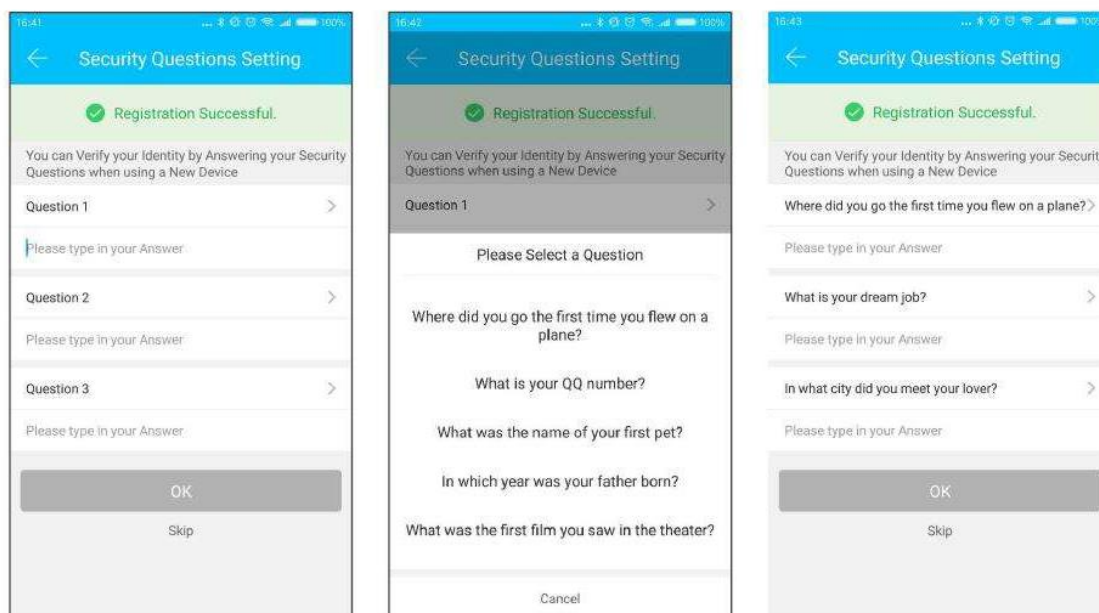 16:41
... 100%
Security Questions Setting
Registration Successful.
You can Verify your Identity by Answering your Security
Questions when using a New Device
Question 1
Please type in your Answer
Question 2
Please type in your Answer
Question 3
Please type in your Answer
OK
Skip
16:42
... 100%
Security Questions Setting
Registration Successful.
You can Verify your Identity by Answering your Security
Questions when using a New Device
Question 1
Please Select a Question
Where did you go the first time you flew on a
plane?
What is your QQ number?
What was the name of your first pet?
In which year was your father born?
What was the first film you saw in the theater?
Cancel
16:43
... 100
Security Questions Setting
Registration Successful.
You can Verify your Identity by Answering your Securit
Questions when using a New Device
Where did you go the first time you flew on a plane?
Please type in your Answer
What is your dream job?
Please type in your Answer
In what city did you meet your lover?
Please type in your Answer
OK
Skip